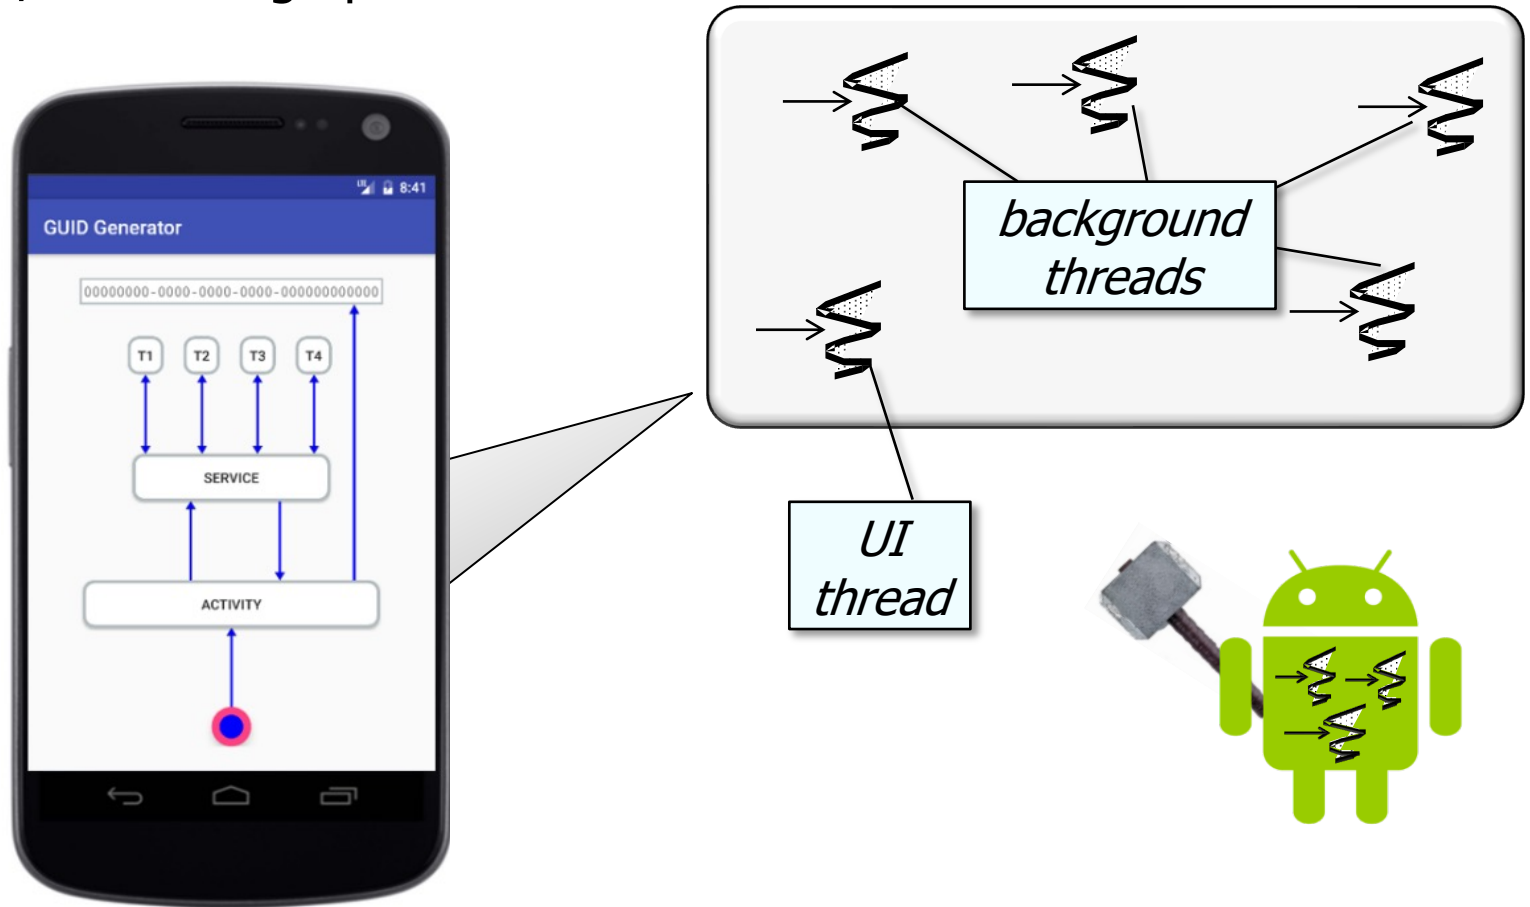 8:41
GUID Generator
00000000-0000-0000-0000-000000000000
T1 T2 T3 T4
SERVICE
ACTIVITY
background
threads
UI
thread